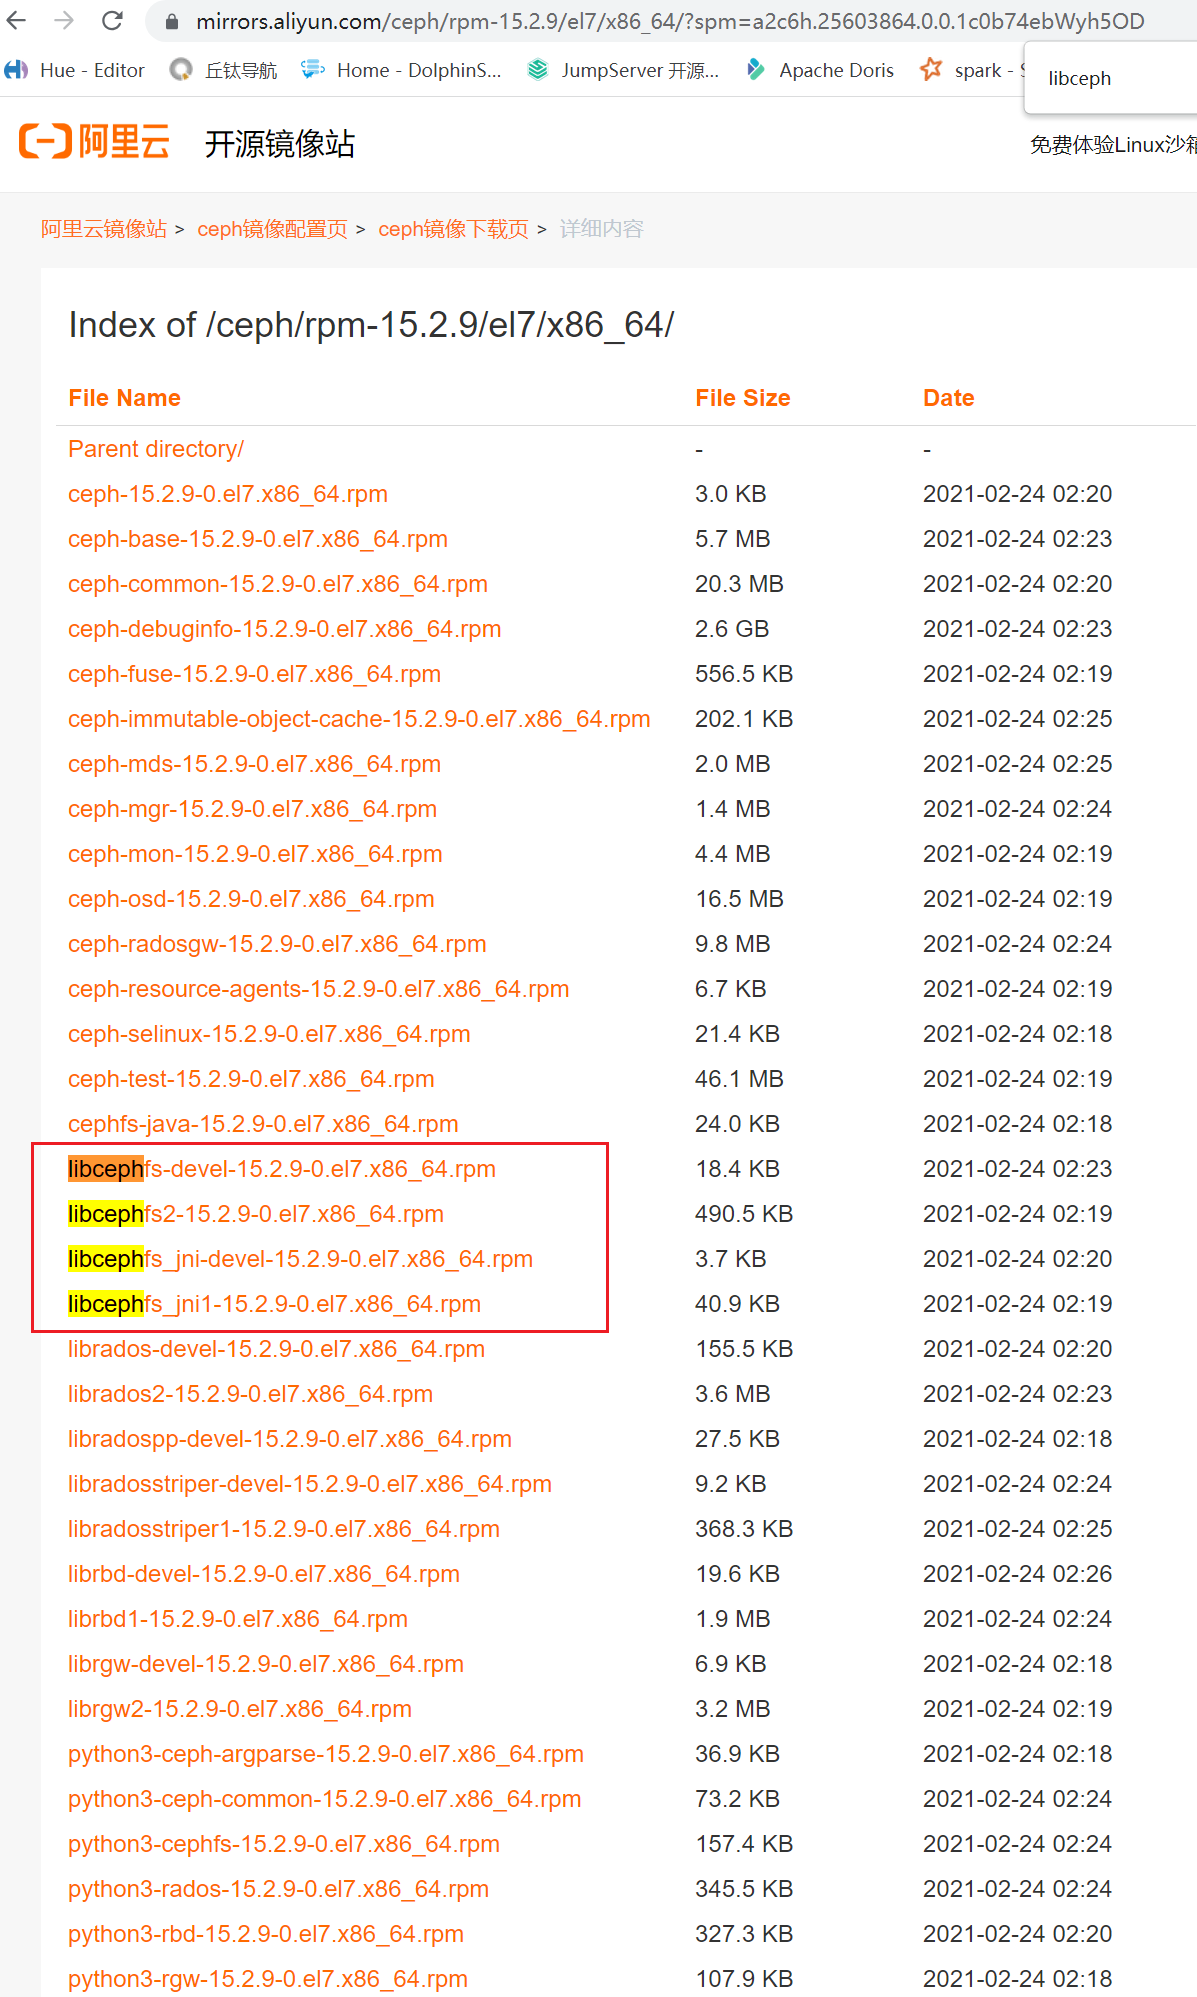 mirrors.aliyun.com/ceph/rpm-15.2.9/el7/x86_64/?spm=a2c6h.25603864.0.0.1c0b74ebWyh5OD
Hue - Editor 丘钛导航 Home - DolphinS... JumpServer 开源... Apache Doris spark - S
libceph
阿里云 开源镜像站 免费体验Linux沙箱
阿里云镜像站 > ceph镜像配置页 > ceph镜像下载页 > 详细内容
Index of /ceph/rpm-15.2.9/el7/x86_64/
File Name File Size Date
Parent directory/ - -
ceph-15.2.9-0.el7.x86_64.rpm 3.0 KB 2021-02-24 02:20
ceph-base-15.2.9-0.el7.x86_64.rpm 5.7 MB 2021-02-24 02:23
ceph-common-15.2.9-0.el7.x86_64.rpm 20.3 MB 2021-02-24 02:20
ceph-debuginfo-15.2.9-0.el7.x86_64.rpm 2.6 GB 2021-02-24 02:23
ceph-fuse-15.2.9-0.el7.x86_64.rpm 556.5 KB 2021-02-24 02:19
ceph-immutable-object-cache-15.2.9-0.el7.x86_64.rpm 202.1 KB 2021-02-24 02:25
ceph-mds-15.2.9-0.el7.x86_64.rpm 2.0 MB 2021-02-24 02:25
ceph-mgr-15.2.9-0.el7.x86_64.rpm 1.4 MB 2021-02-24 02:24
ceph-mon-15.2.9-0.el7.x86_64.rpm 4.4 MB 2021-02-24 02:19
ceph-osd-15.2.9-0.el7.x86_64.rpm 16.5 MB 2021-02-24 02:19
ceph-radosgw-15.2.9-0.el7.x86_64.rpm 9.8 MB 2021-02-24 02:24
ceph-resource-agents-15.2.9-0.el7.x86_64.rpm 6.7 KB 2021-02-24 02:19
ceph-selinux-15.2.9-0.el7.x86_64.rpm 21.4 KB 2021-02-24 02:18
ceph-test-15.2.9-0.el7.x86_64.rpm 46.1 MB 2021-02-24 02:19
cephfs-java-15.2.9-0.el7.x86_64.rpm 24.0 KB 2021-02-24 02:18
libcephfs-devel-15.2.9-0.el7.x86_64.rpm 18.4 KB 2021-02-24 02:23
libcephfs2-15.2.9-0.el7.x86_64.rpm 490.5 KB 2021-02-24 02:19
libcephfs_jni-devel-15.2.9-0.el7.x86_64.rpm 3.7 KB 2021-02-24 02:20
libcephfs_jni1-15.2.9-0.el7.x86_64.rpm 40.9 KB 2021-02-24 02:19
librados-devel-15.2.9-0.el7.x86_64.rpm 155.5 KB 2021-02-24 02:20
librados2-15.2.9-0.el7.x86_64.rpm 3.6 MB 2021-02-24 02:23
libradospp-devel-15.2.9-0.el7.x86_64.rpm 27.5 KB 2021-02-24 02:18
libradosstriper-devel-15.2.9-0.el7.x86_64.rpm 9.2 KB 2021-02-24 02:24
libradosstriper1-15.2.9-0.el7.x86_64.rpm 368.3 KB 2021-02-24 02:25
librbd-devel-15.2.9-0.el7.x86_64.rpm 19.6 KB 2021-02-24 02:26
librbd1-15.2.9-0.el7.x86_64.rpm 1.9 MB 2021-02-24 02:24
librgw-devel-15.2.9-0.el7.x86_64.rpm 6.9 KB 2021-02-24 02:18
librgw2-15.2.9-0.el7.x86_64.rpm 3.2 MB 2021-02-24 02:19
python3-ceph-argparse-15.2.9-0.el7.x86_64.rpm 36.9 KB 2021-02-24 02:18
python3-ceph-common-15.2.9-0.el7.x86_64.rpm 73.2 KB 2021-02-24 02:24
python3-cephfs-15.2.9-0.el7.x86_64.rpm 157.4 KB 2021-02-24 02:24
python3-rados-15.2.9-0.el7.x86_64.rpm 345.5 KB 2021-02-24 02:24
python3-rbd-15.2.9-0.el7.x86_64.rpm 327.3 KB 2021-02-24 02:20
python3-rgw-15.2.9-0.el7.x86_64.rpm 107.9 KB 2021-02-24 02:18